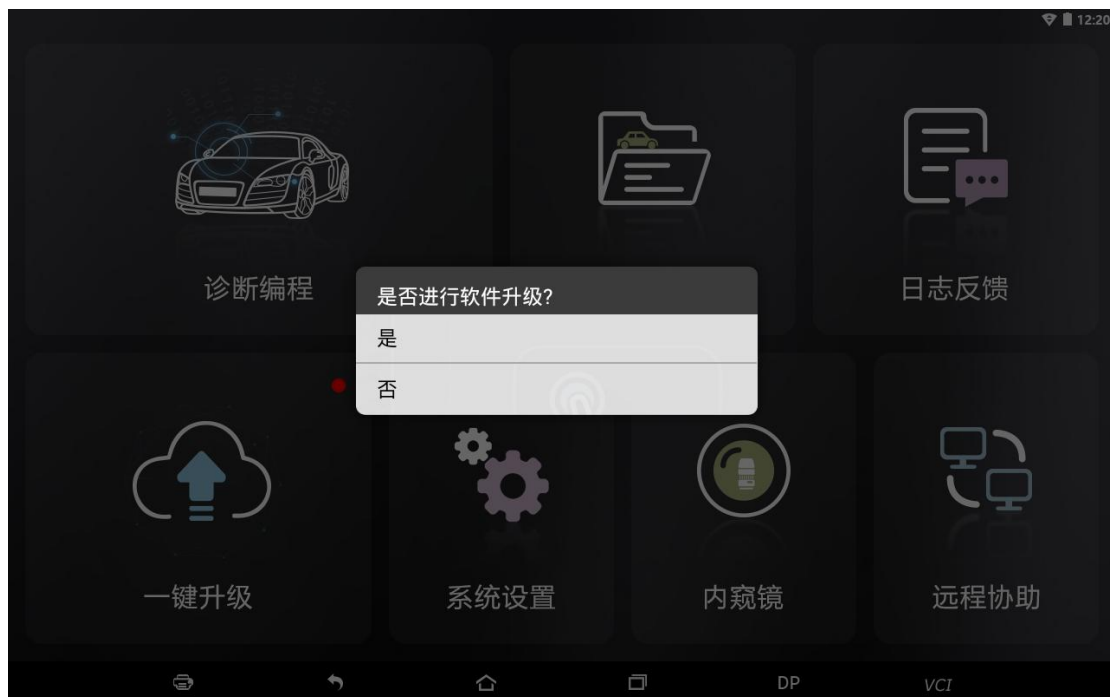 12:20
诊断编程
日志反馈
是否进行软件升级?
是
否
一键升级
系统设置
内窥镜
远程协助
DP
VCI